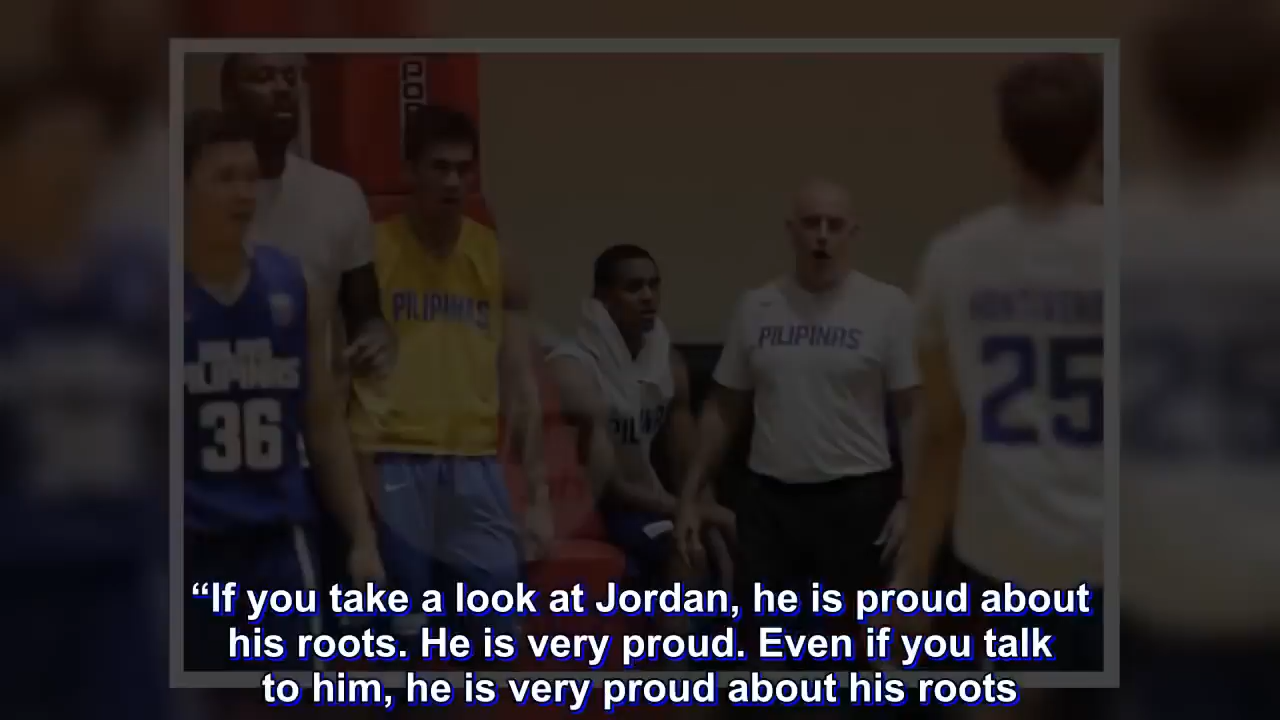 PILIPINAS
PILIPINAS
36
PILIPINAS
25
“If you take a look at Jordan, he is proud about
his roots. He is very proud. Even if you talk
to him, he is very proud about his roots